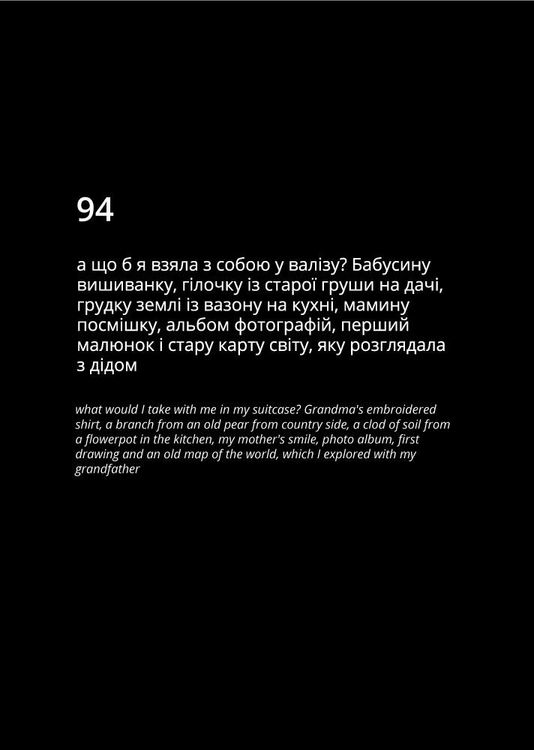 94
а що б я взяла з собою у валізу? Бабусину
вишиванку, гілочку із старої груши на дачі,
грудку землі із вазону на кухні, мамину
посмішку, альбом фотографій, перший
малюнок і стару карту світу, яку розглядала
з дідом
what would I take with me in my suitcase? Grandma's embroidered
shirt, a branch from an old pear from country side, a clod of soil from
a flowerpot in the kitchen, my mother's smile, photo album, first
drawing and an old map of the world, which I explored with my
grandfather